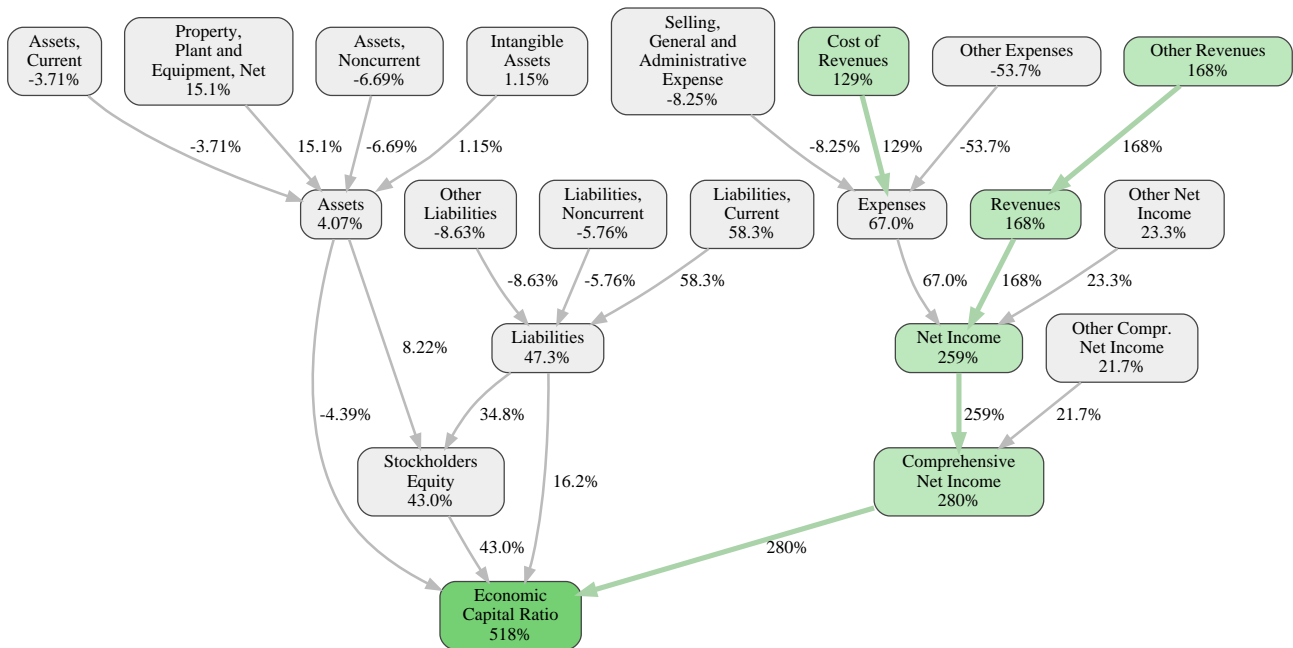 Assets,
Current
-3.71%
Property,
Plant and
Equipment, Net
15.1%
Assets,
Noncurrent
-6.69%
Intangible
Assets
1.15%
Selling,
General and
Administrative
Expense
-8.25%
Cost of
Revenues
129%
Other Expenses
-53.7%
Other Revenues
168%
-3.71%
15.1%
-6.69%
1.15%
-8.25%
129%
-53.7%
168%
Assets
4.07%
Other
Liabilities
-8.63%
Liabilities,
Noncurrent
-5.76%
Liabilities,
Current
58.3%
Expenses
67.0%
Revenues
168%
Other Net
Income
23.3%
-8.63%
-5.76%
58.3%
67.0%
168%
23.3%
Liabilities
47.3%
Net Income
259%
Other Compr.
Net Income
21.7%
8.22%
-4.39%
34.8%
259%
21.7%
Stockholders
Equity
43.0%
16.2%
Comprehensive
Net Income
280%
43.0%
280%
Economic
Capital Ratio
518%